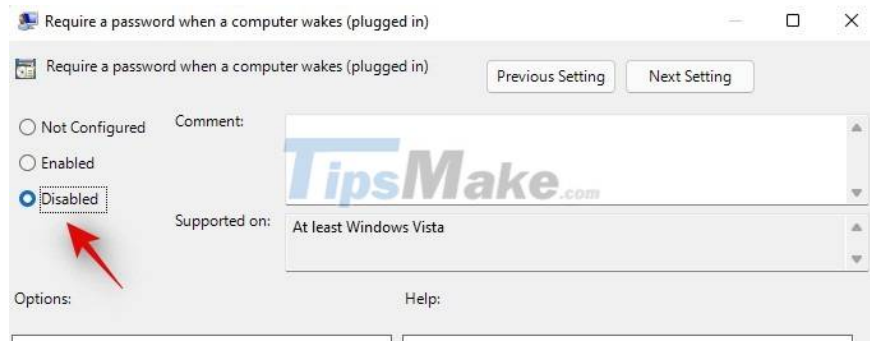 Require a password when a computer wakes (plugged in)
Require a password when a computer wakes (plugged in)
Previous Setting
Next Setting
Not Configured
Comment:
Enabled
Disabled
TipsMake.com
Supported on:
At least Windows Vista
Options:
Help: